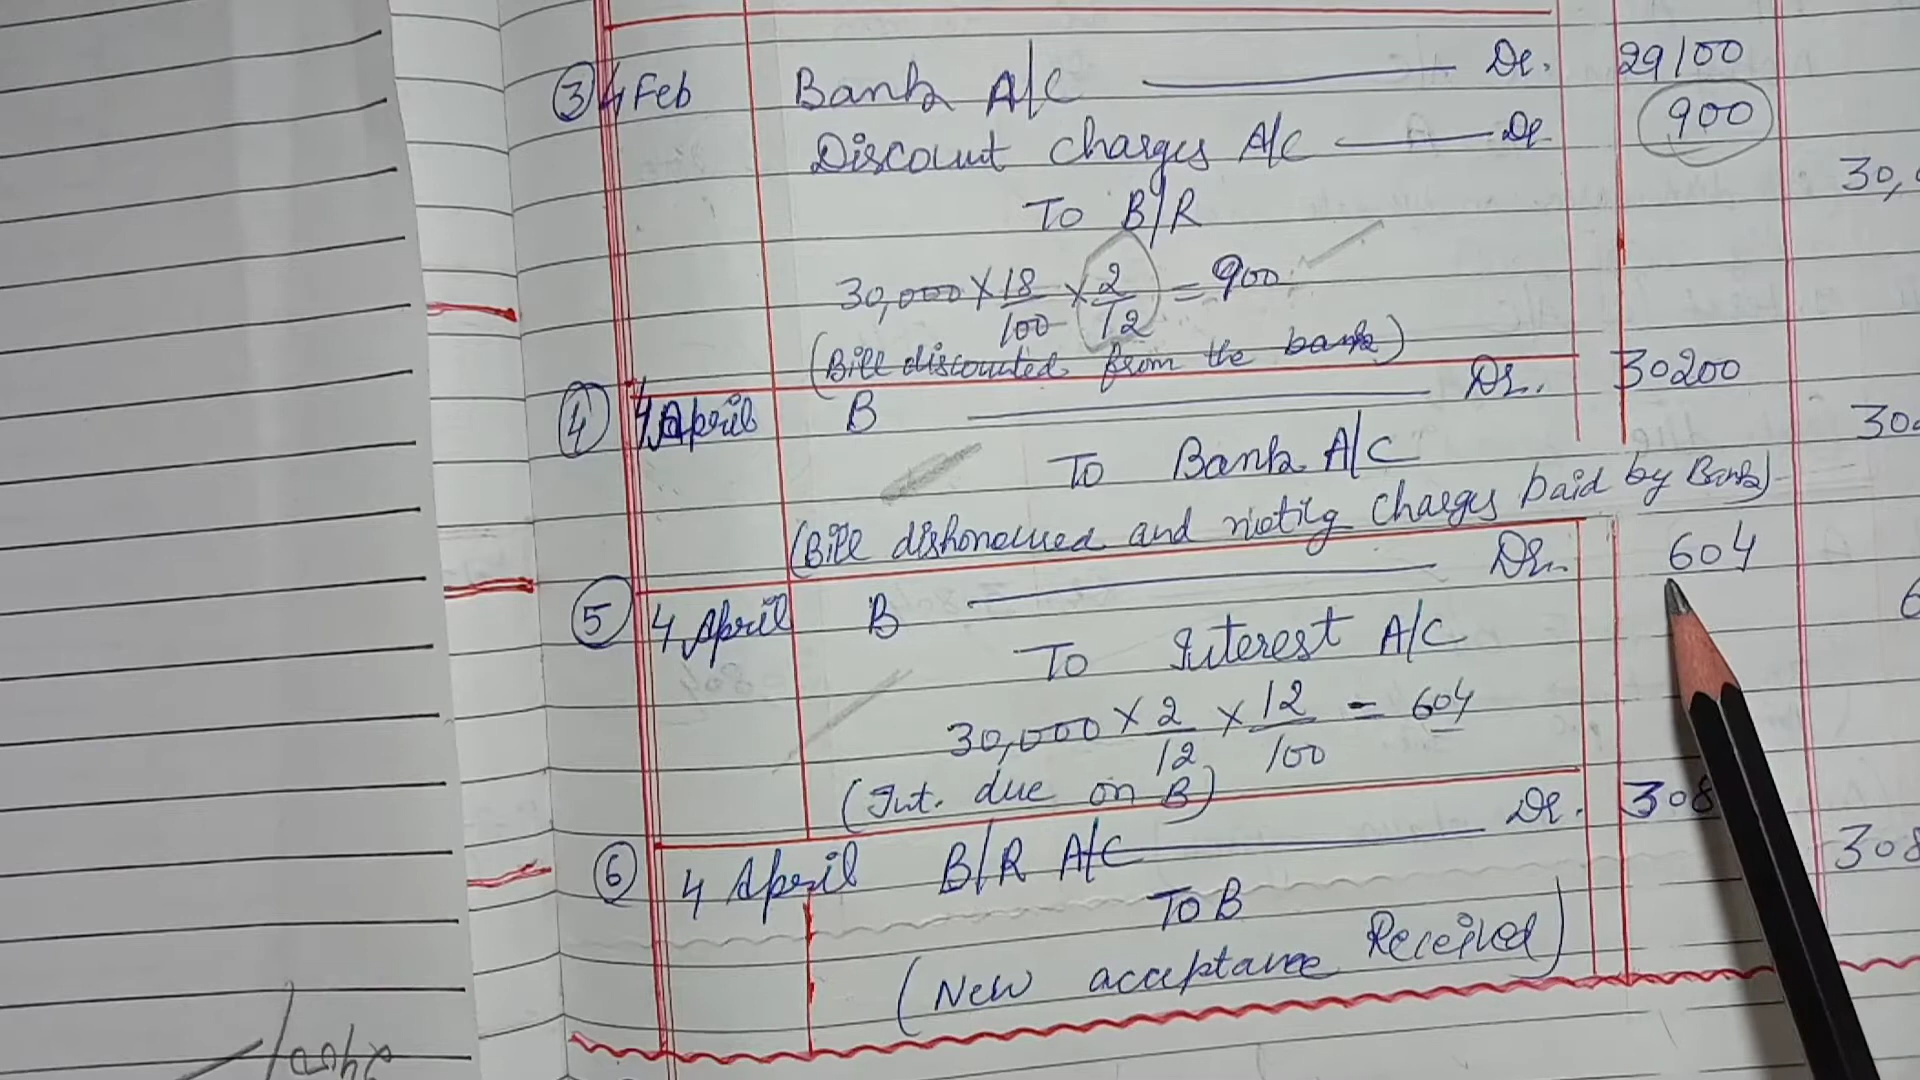 ③ 4 Feb Bank A/C Dr. 29100
Discount charges A/C Dr 900
To B/R 30,
30,000 × 18/100 × 2/12 = 900
(Bill discounted from the bank)
④ 4 April B Dr. 30200
To Bank A/C 30
(Bill dishonoured and noting charges paid by Bank)
⑤ 4 April B Dr. 604
To Interest A/C 6
30,000 × 2/12 × 12/100 = 604
(Int. due on B)
⑥ 4 April B/R A/C Dr. 308
To B 308
(New acceptance Received)